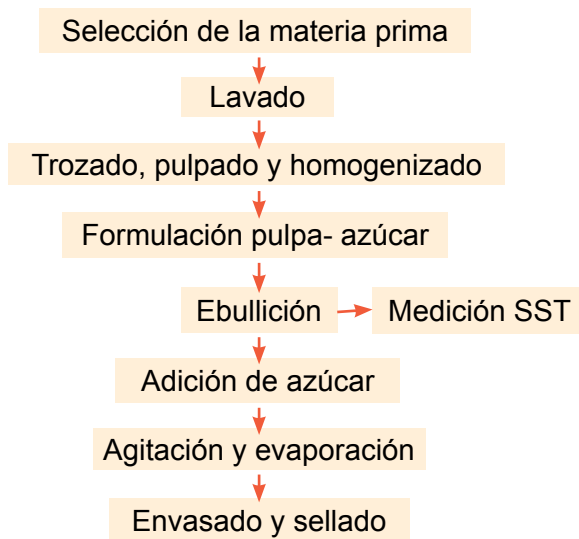 Selección de la materia prima
Lavado
Trozado, pulpado y homogenizado
Formulación pulpa- azúcar
Ebullición
Medición SST
Adición de azúcar
Agitación y evaporación
Envasado y sellado